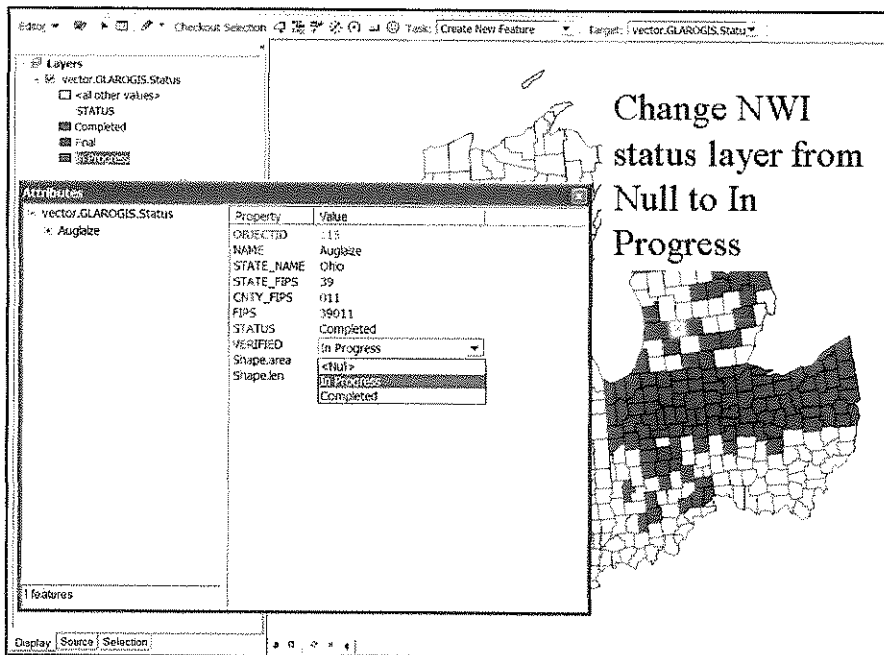 Editor Checkout Selection Task: Create New Feature Target: vector.GLAROGIS.Statu
Layers
vector.GLAROGIS.Status
<all other values>
STATUS
Completed
Final
In Progress
Change NWI
status layer from
Null to In
Progress
Attributes
vector.GLAROGIS.Status
Auglaize
Property Value
OBJECTID 113
NAME Auglaize
STATE_NAME Ohio
STATE_FIPS 39
CNTY_FIPS 011
FIPS 39011
STATUS Completed
VERIFIED In Progress
Shape.area <Null>
Shape.len In Progress
Completed
1 features
Display Source Selection